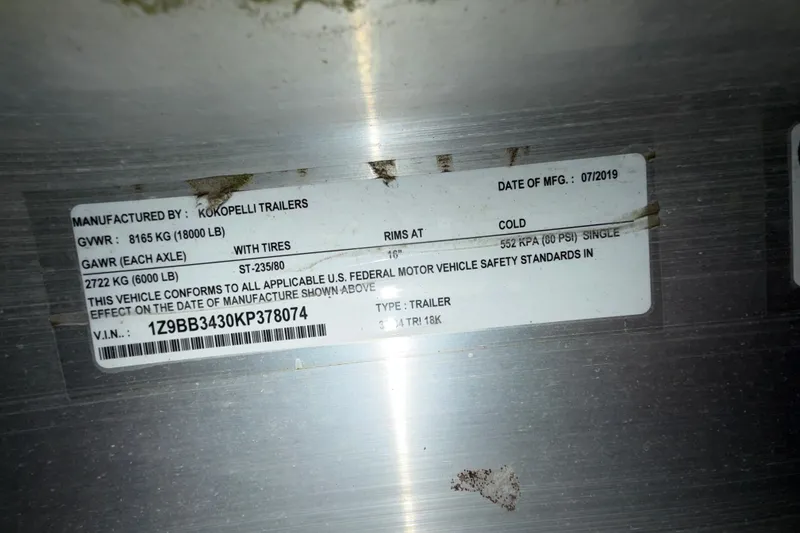 MANUFACTURED BY : KOKOPELLI TRAILERS DATE OF MFG. : 07/2019
GVWR : 8165 KG (18000 LB)
GAWR (EACH AXLE) WITH TIRES RIMS AT COLD
2722 KG (6000 LB) ST-235/80 16" 552 KPA (80 PSI) SINGLE
THIS VEHICLE CONFORMS TO ALL APPLICABLE U.S. FEDERAL MOTOR VEHICLE SAFETY STANDARDS IN
EFFECT ON THE DATE OF MANUFACTURE SHOWN ABOVE
V.I.N.: 1Z9BB3430KP378074 TYPE : TRAILER
TRI 18K